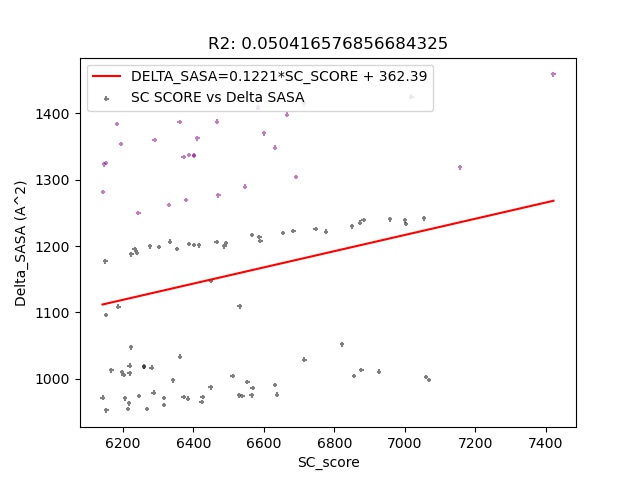 R2: 0.050416576856684325
DELTA_SASA=0.1221*SC_SCORE + 362.39
SC SCORE vs Delta SASA
Delta_SASA (A^2)
1400
1300
1200
1100
1000
6200 6400 6600 6800 7000 7200 7400
SC_score